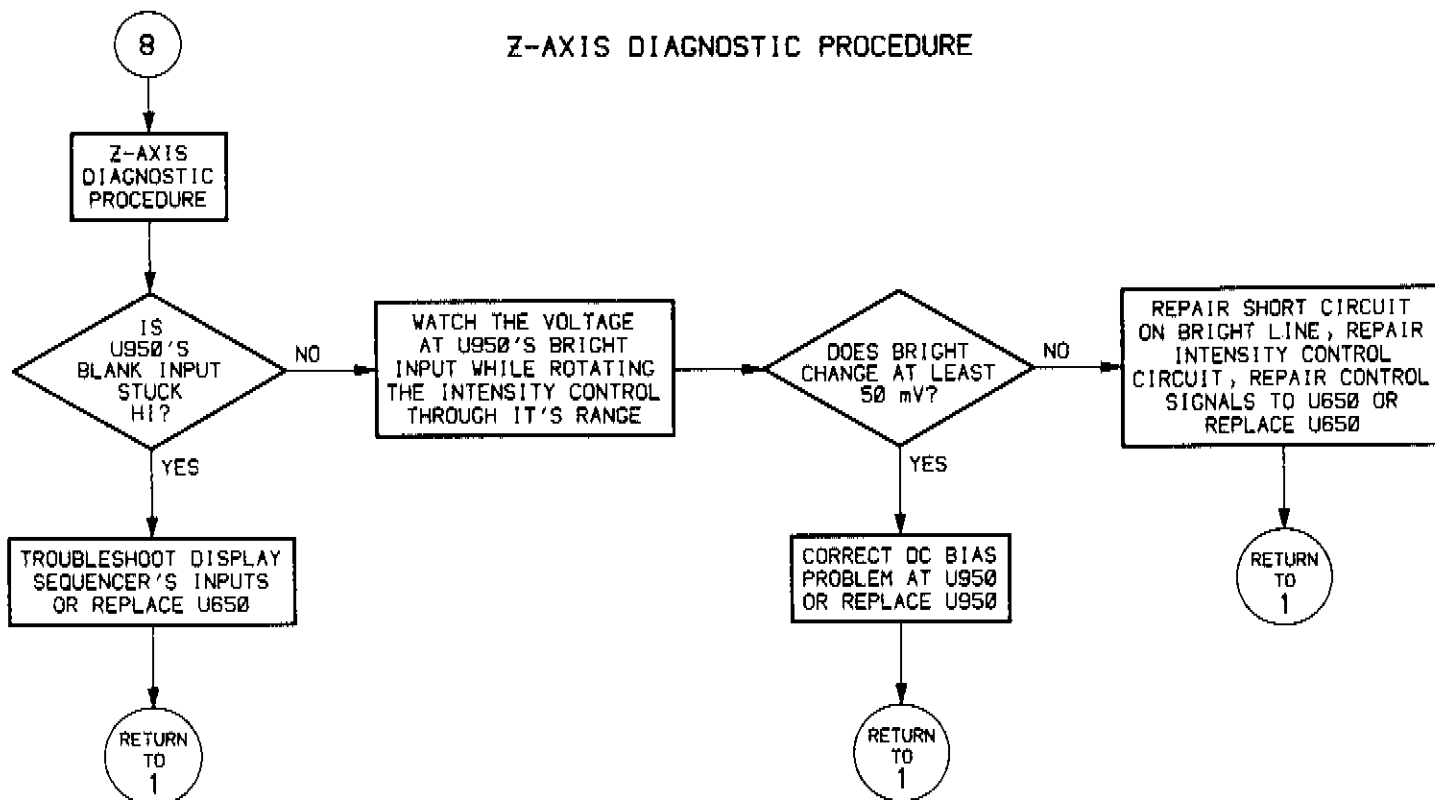 8
Z-AXIS DIAGNOSTIC PROCEDURE
Z-AXIS
DIAGNOSTIC
PROCEDURE
IS
U950'S
BLANK INPUT
STUCK
HI?
NO
YES
WATCH THE VOLTAGE
AT U950'S BRIGHT
INPUT WHILE ROTATING
THE INTENSITY CONTROL
THROUGH IT'S RANGE
DOES BRIGHT
CHANGE AT LEAST
50 mV?
NO
YES
REPAIR SHORT CIRCUIT
ON BRIGHT LINE, REPAIR
INTENSITY CONTROL
CIRCUIT, REPAIR CONTROL
SIGNALS TO U650 OR
REPLACE U650
TROUBLESHOOT DISPLAY
SEQUENCER'S INPUTS
OR REPLACE U650
CORRECT DC BIAS
PROBLEM AT U950
OR REPLACE U950
RETURN
TO
1
RETURN
TO
1
RETURN
TO
1